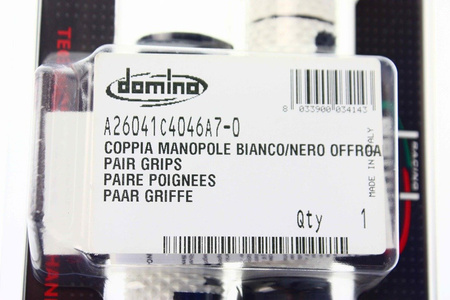 domino
8 033900 034143
A26041C4046A7-0
COPPIA MANOPOLE BIANCO/NERO OFFROA
PAIR GRIPS
PAIRE POIGNEES
PAAR GRIFFE
Qty 1
MADE IN ITALY
RACING